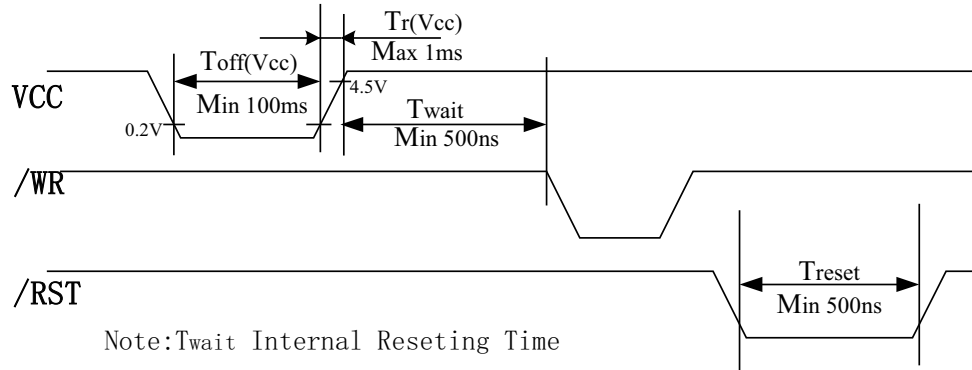 Tr(Vcc)
Max 1ms
Toff(Vcc)
VCC
Min 100ms
4.5V
0.2V
Twait
Min 500ns
/WR
Treset
/RST
Min 500ns
Note:Twait Internal Reseting Time